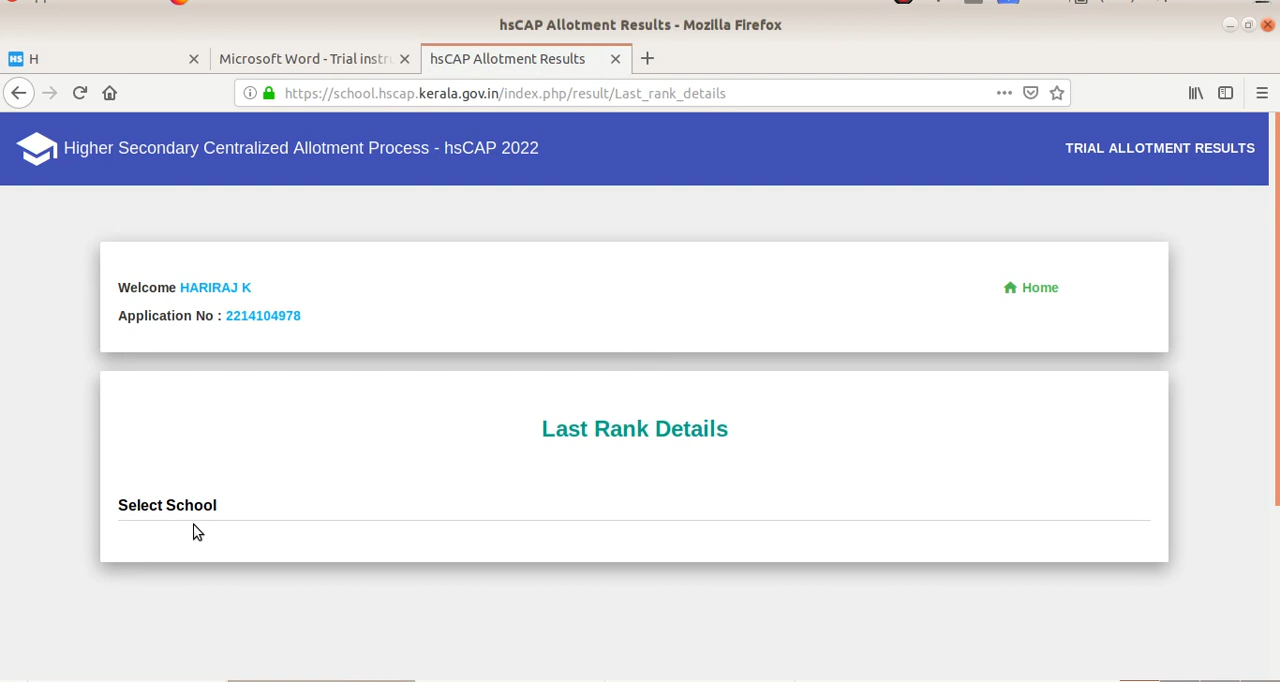 hsCAP Allotment Results - Mozilla Firefox
HS H
Microsoft Word - Trial instru
hsCAP Allotment Results
https://school.hscap.kerala.gov.in/index.php/result/Last_rank_details
Higher Secondary Centralized Allotment Process - hsCAP 2022
TRIAL ALLOTMENT RESULTS
Welcome HARIRAJ K
Home
Application No : 2214104978
Last Rank Details
Select School